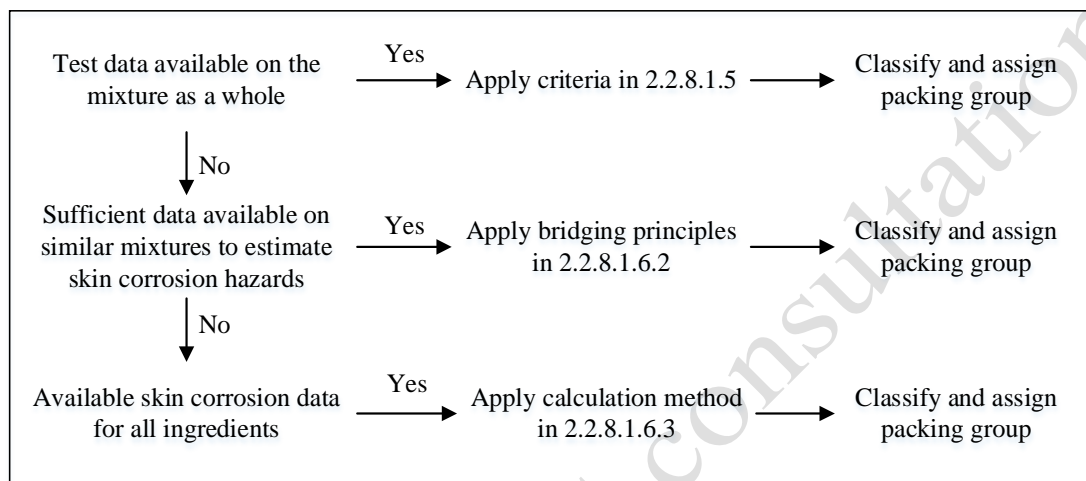 Test data available on the
mixture as a whole
Yes
Apply criteria in 2.2.8.1.5
Classify and assign
packing group
No
Sufficient data available on
similar mixtures to estimate
skin corrosion hazards
Yes
Apply bridging principles
in 2.2.8.1.6.2
Classify and assign
packing group
No
Available skin corrosion data
for all ingredients
Yes
Apply calculation method
in 2.2.8.1.6.3
Classify and assign
packing group
consultation